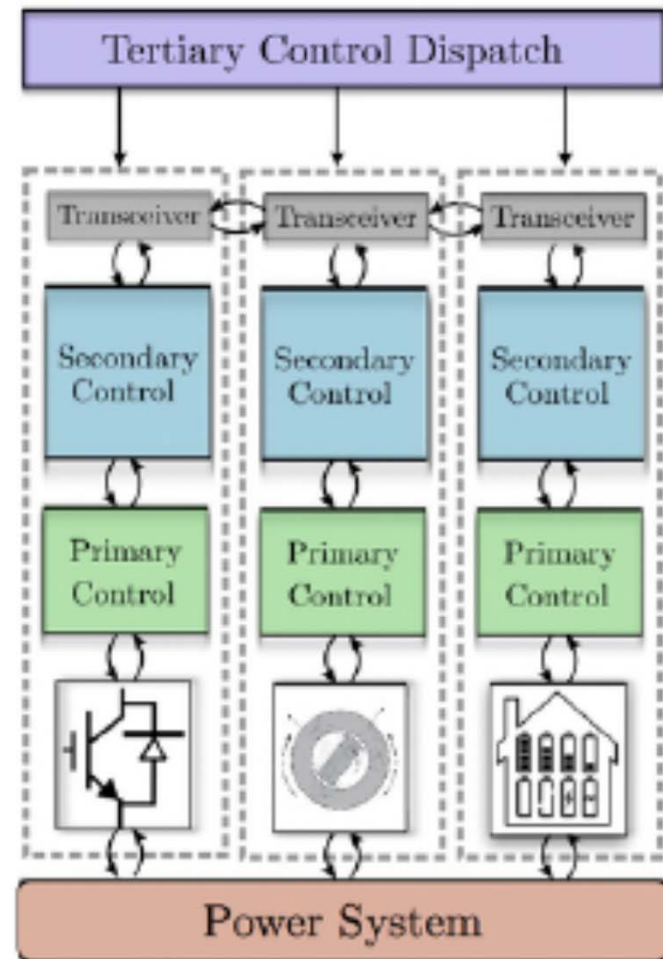 Tertiary Control Dispatch
Transceiver
Transceiver
Transceiver
Secondary
Control
Secondary
Control
Secondary
Control
Primary
Control
Primary
Control
Primary
Control
Power System